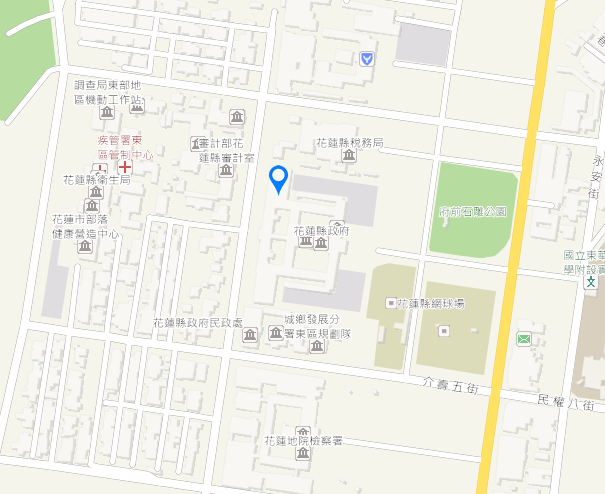 調查局東部地
區機動工作站
疾管署東
區管制中心
審計部花
蓮縣審計室
花蓮縣稅務局
花蓮縣衛生局
永安街
府前石雕公園
花蓮市部落
健康營造中心
花蓮縣政府
國立東華
學附設實
花蓮縣網球場
花蓮縣政府民政處
城鄉發展分
署東區規劃隊
介壽五街
民權八街
花蓮地院檢察署